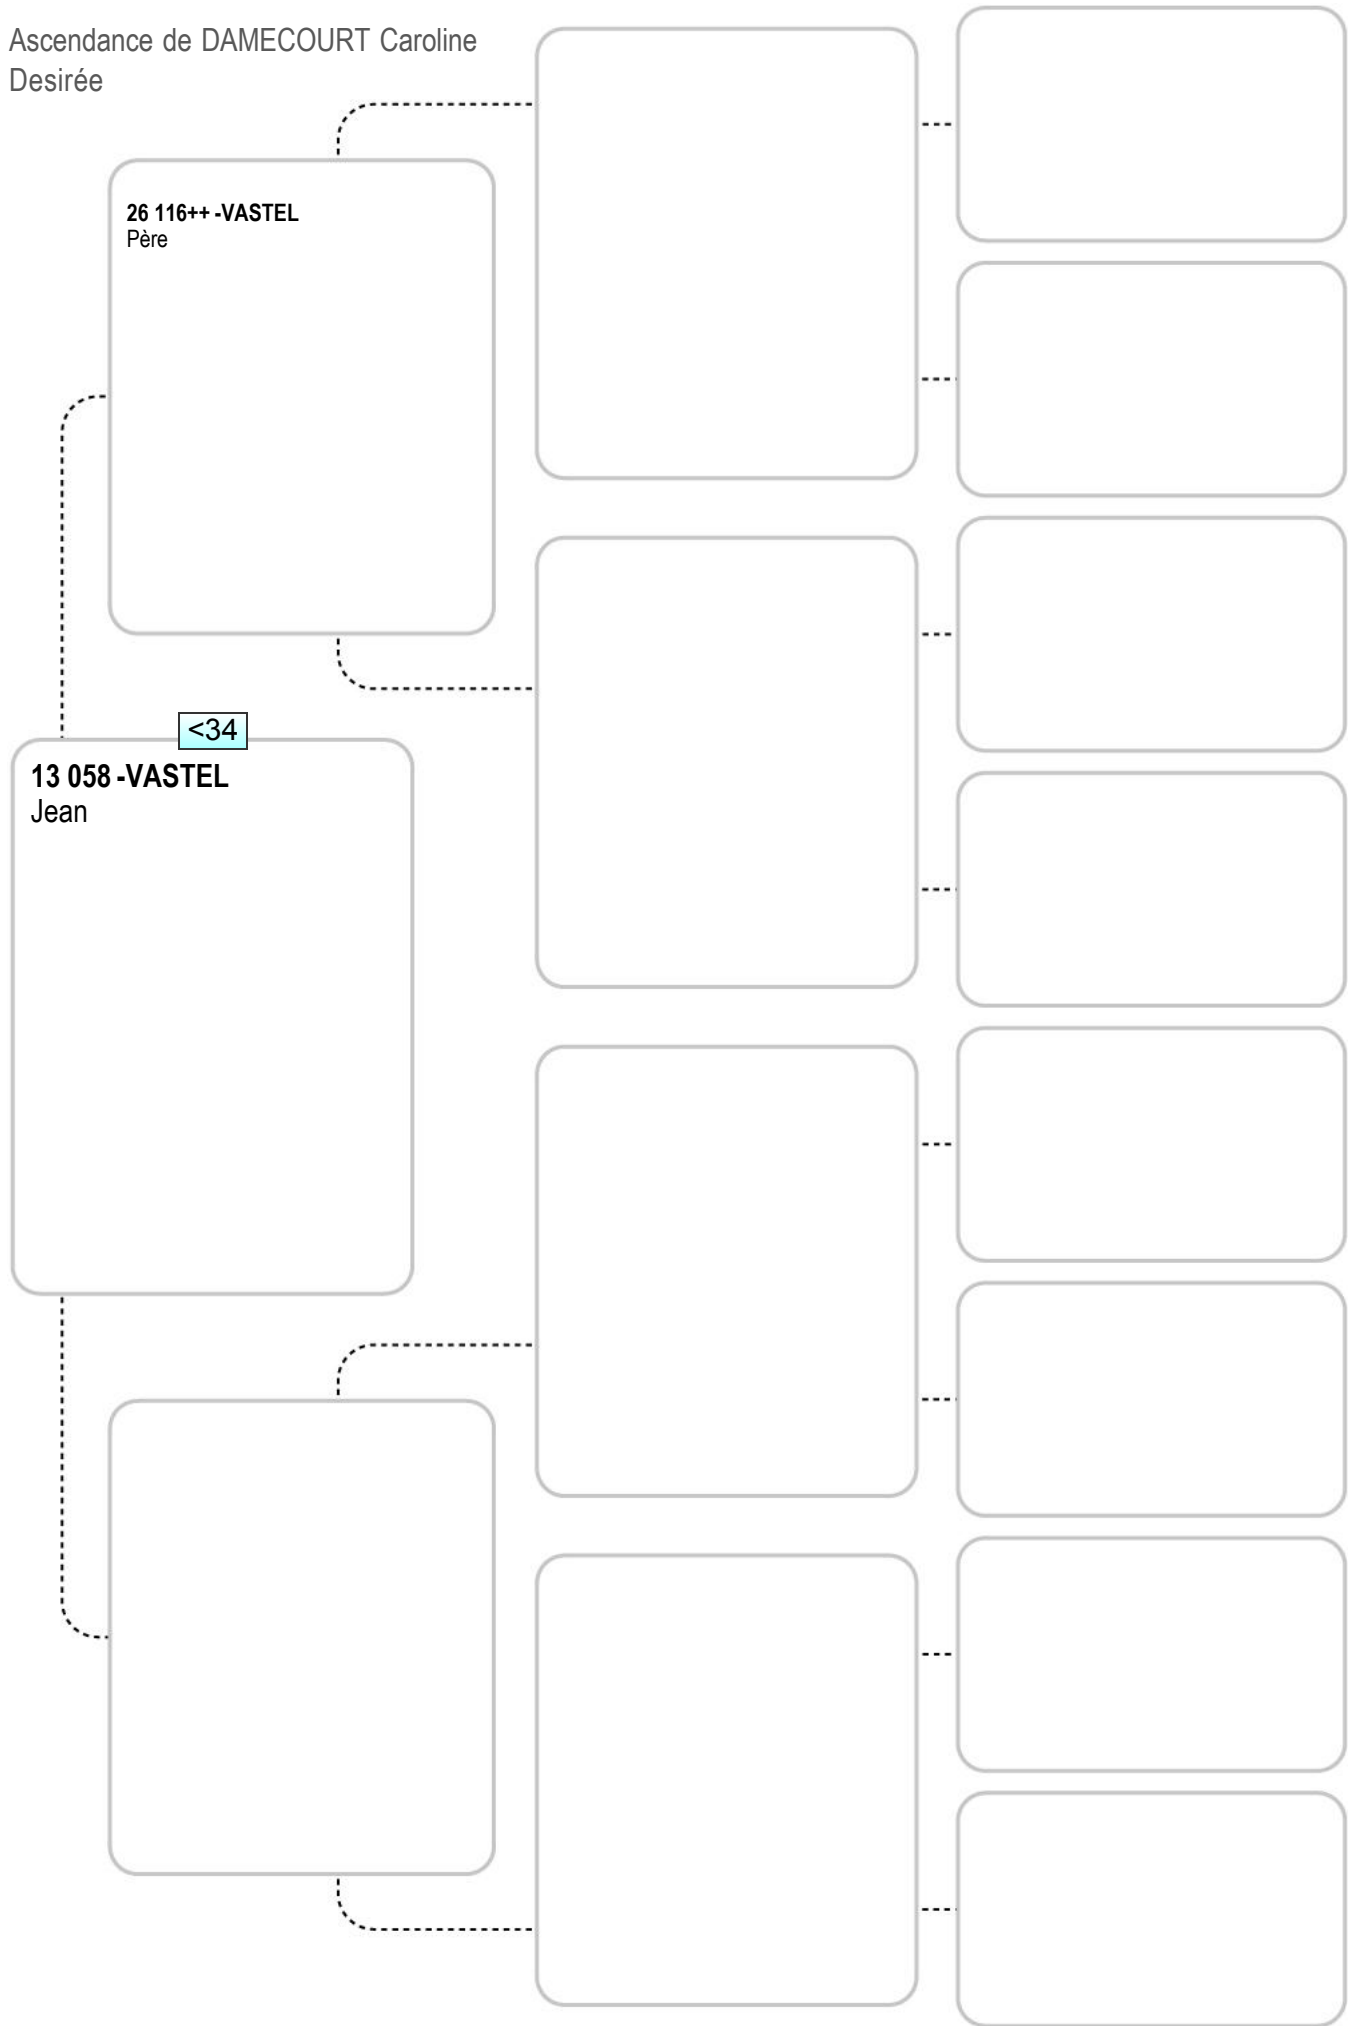 Ascendance de DAMECOURT Caroline
Desirée
26 116++ -VASTEL
Père
<34
13 058 -VASTEL
Jean